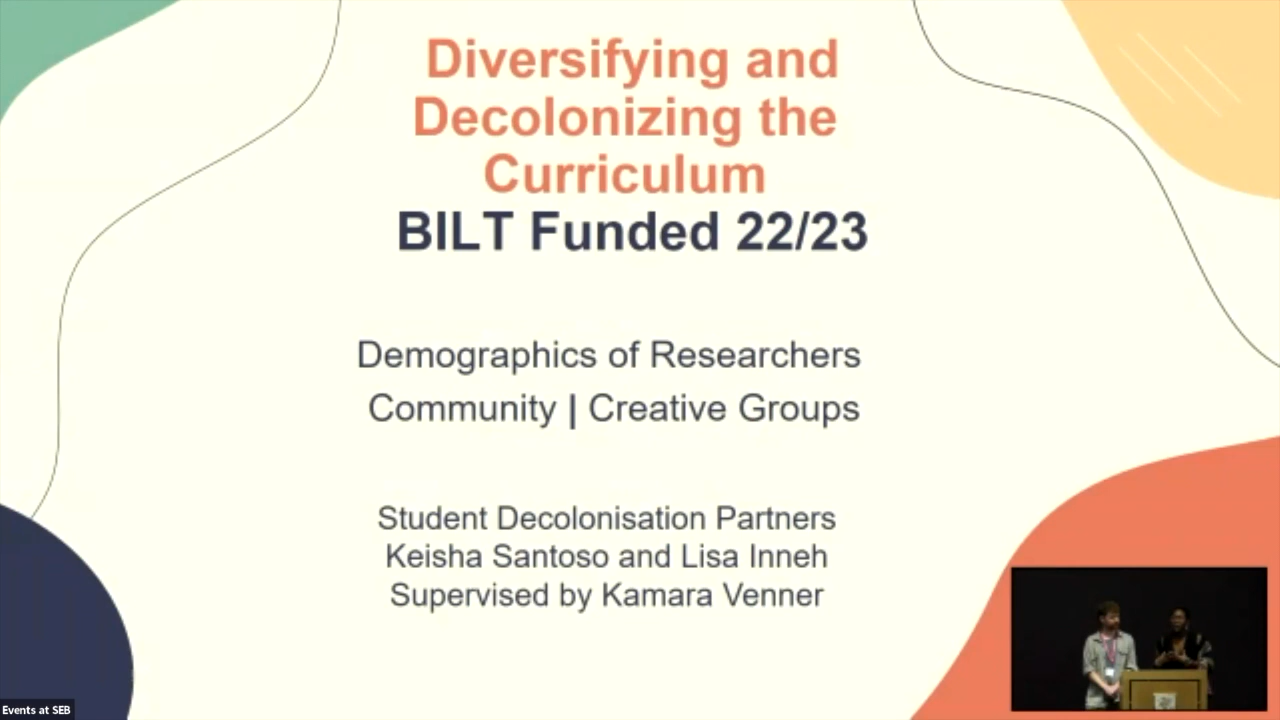 Diversifying and
Decolonizing the
Curriculum
BILT Funded 22/23
Demographics of Researchers
Community | Creative Groups
Student Decolonisation Partners
Keisha Santoso and Lisa Inneh
Supervised by Kamara Venner
Events at SEB